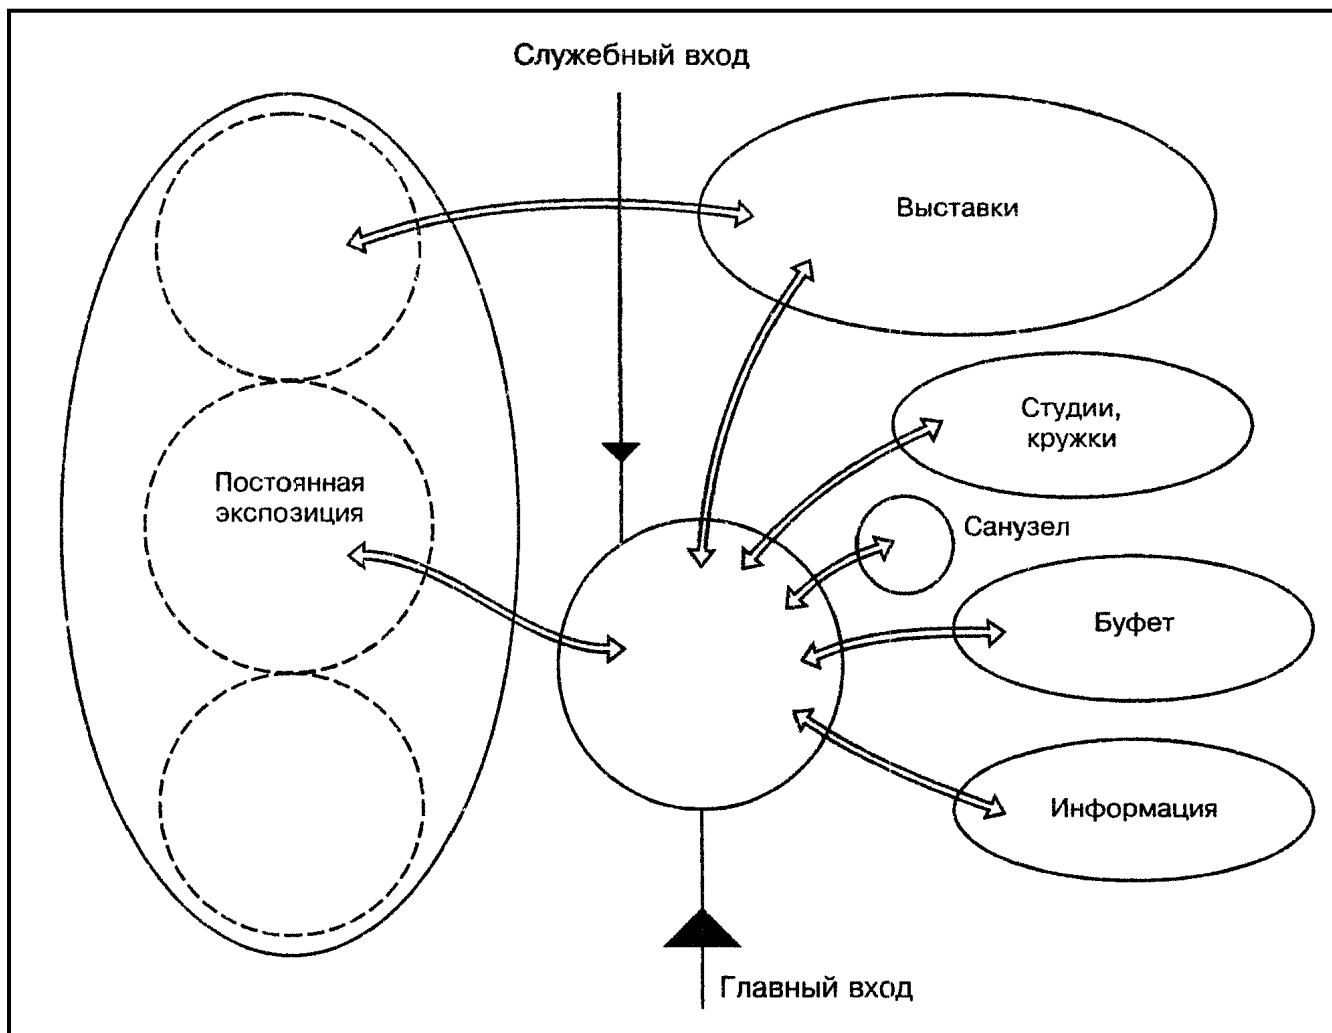 Служебный вход
Выставки
Студии,
кружки
Постоянная
экспозиция
Санузел
Буфет
Информация
Главный вход